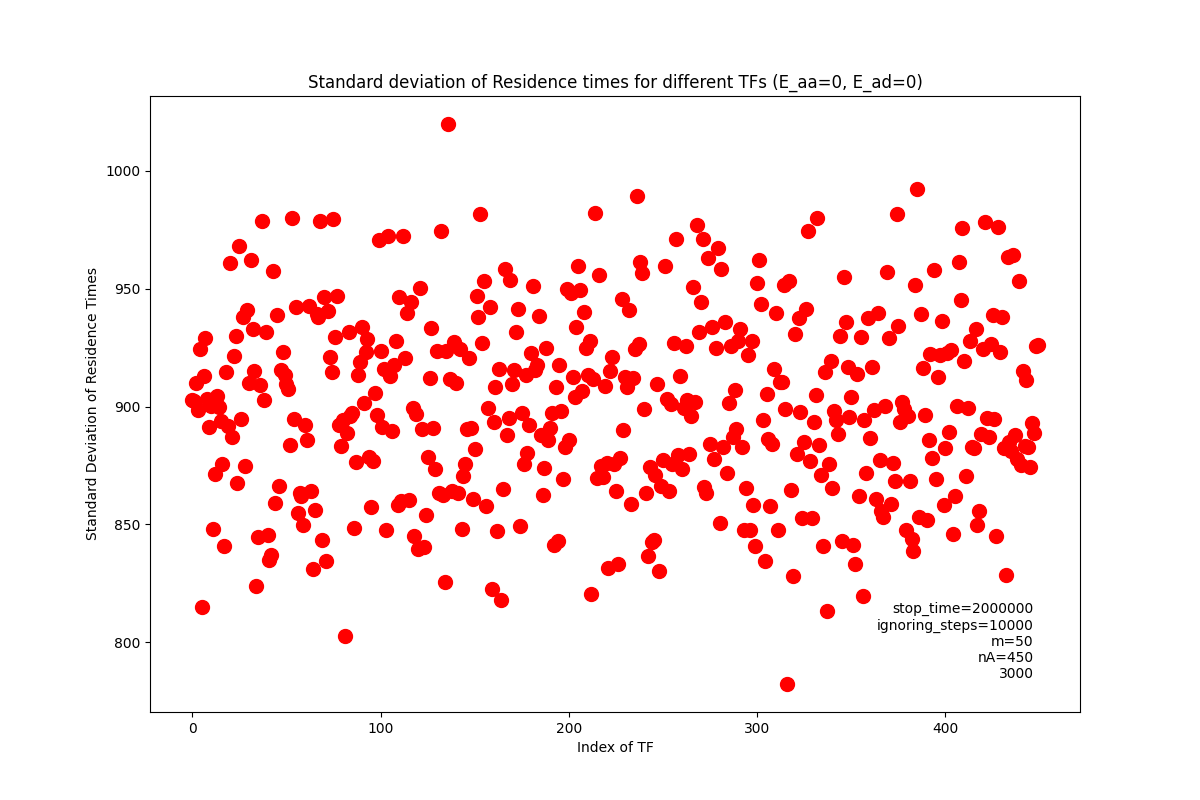 Standard deviation of Residence times for different TFs (E_aa=0, E_ad=0)
1000
950
900
850
800
Standard Deviation of Residence Times
stop_time=2000000
ignoring_steps=10000
m=50
nA=450
3000
0 100 200 300 400
Index of TF